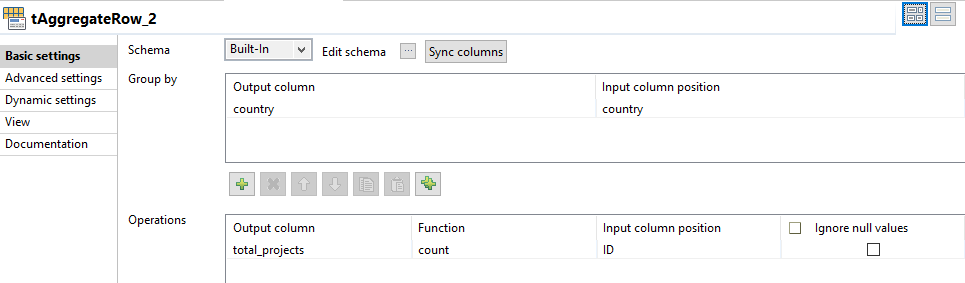 tAggregateRow_2
Basic settings
Advanced settings
Dynamic settings
View
Documentation
Schema Built-In Edit schema ... Sync columns
Group by
Output column Input column position
country country
Operations
Output column Function Input column position Ignore null values
total_projects count ID